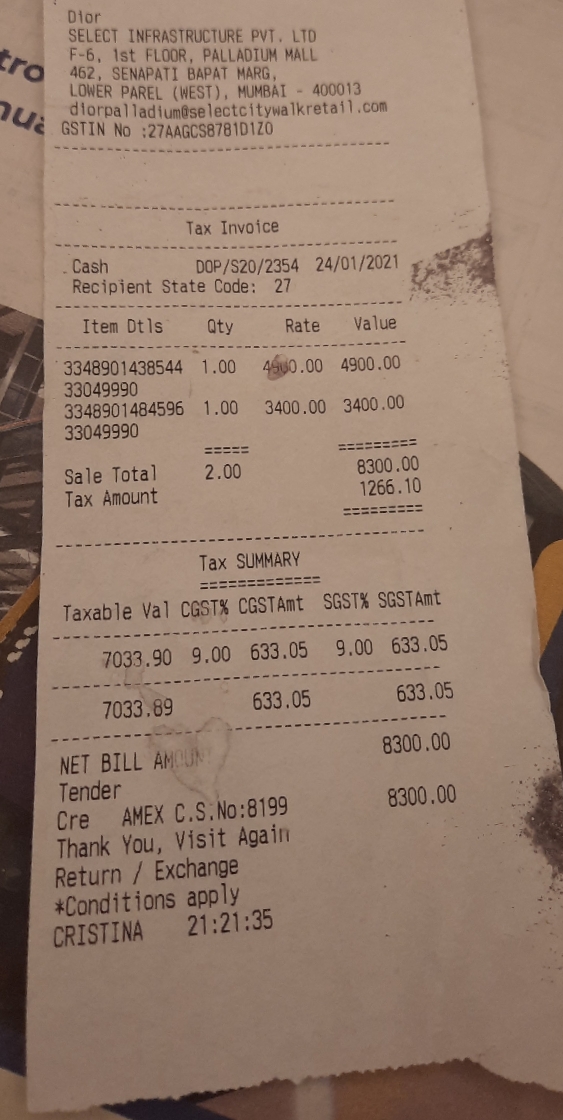 Dior
SELECT INFRASTRUCTURE PVT. LTD
F-6, 1st FLOOR, PALLADIUM MALL
462, SENAPATI BAPAT MARG,
LOWER PAREL (WEST), MUMBAI - 400013
diorpalladium@selectcitywalkretail.com
GSTIN No :27AAGCS8781D1Z0
Tax Invoice
Cash DOP/S20/2354 24/01/2021
Recipient State Code: 27
Item Dtls Qty Rate Value
3348901438544 1.00 4900.00 4900.00
33049990
3348901484596 1.00 3400.00 3400.00
33049990
===== =========
Sale Total 2.00 8300.00
Tax Amount 1266.10
=========
Tax SUMMARY
=============
Taxable Val CGST% CGSTAmt SGST% SGSTAmt
7033.90 9.00 633.05 9.00 633.05
7033.89 633.05 633.05
NET BILL AMOUNT 8300.00
Tender
Cre AMEX C.S.No:8199 8300.00
Thank You, Visit Again
Return / Exchange
*Conditions apply
CRISTINA 21:21:35